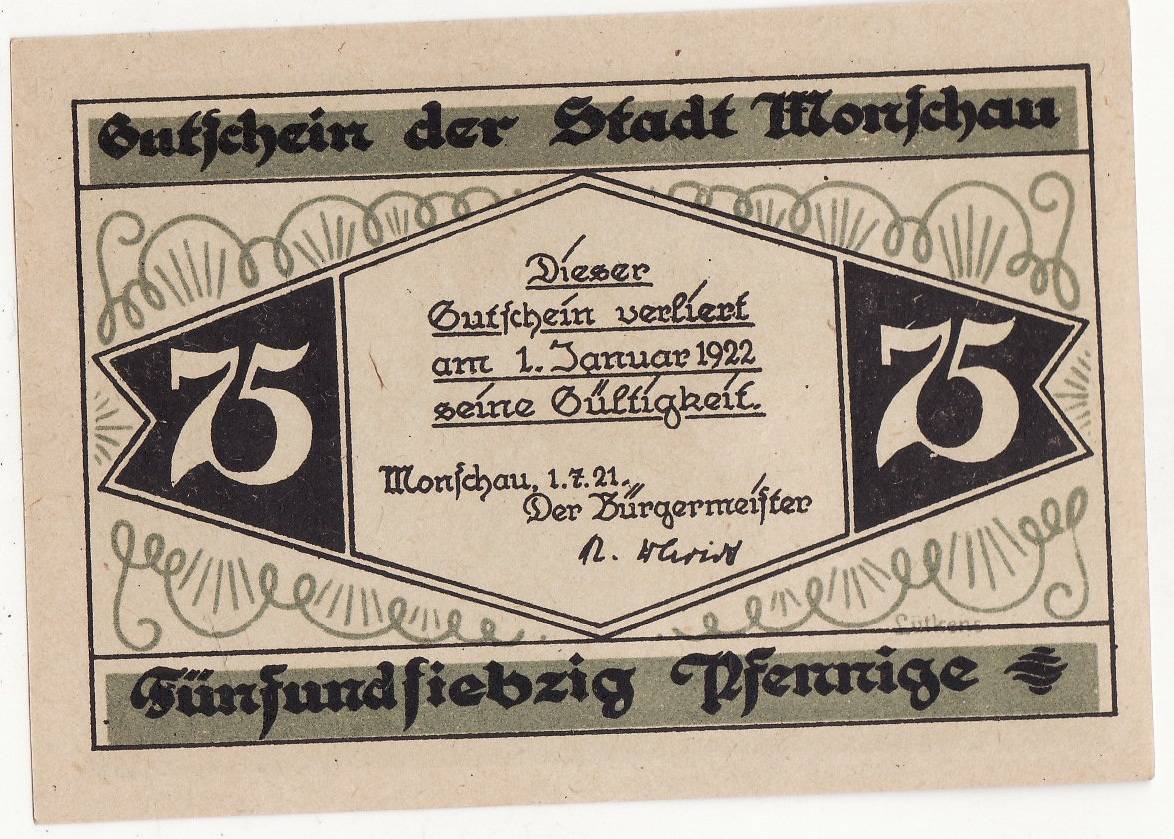 Gutſchein der Stadt Monſchau
Dieser
Gutſchein verliert
am 1. Januar 1922
seine Gültigkeit.
75
75
Monſchau, 1.7.21.
Der Bürgermeiſter
Lütkens
Fünfundſiebzig Pfennige